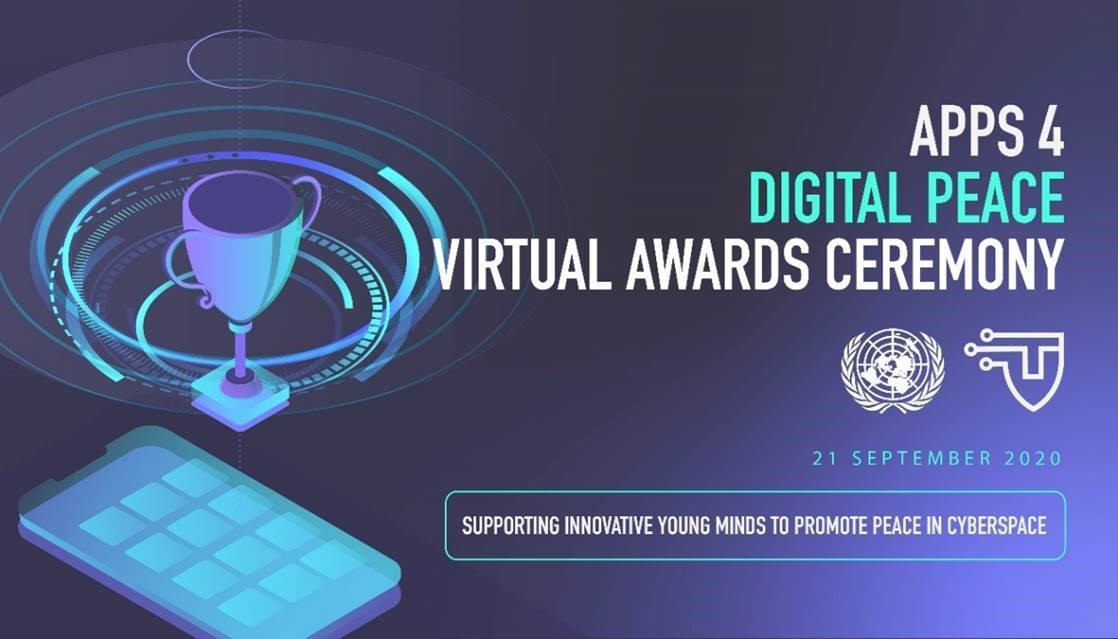 APPS 4
DIGITAL PEACE
VIRTUAL AWARDS CEREMONY
21 SEPTEMBER 2020
SUPPORTING INNOVATIVE YOUNG MINDS TO PROMOTE PEACE IN CYBERSPACE